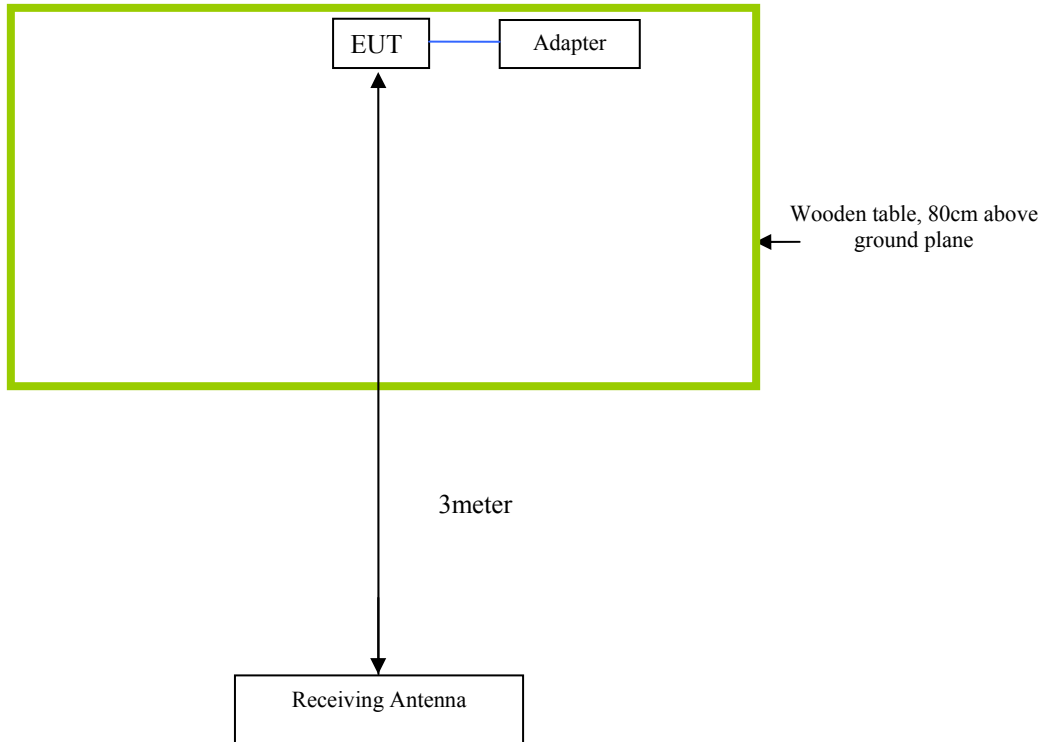 EUT
Adapter
Wooden table, 80cm above
ground plane
3meter
Receiving Antenna